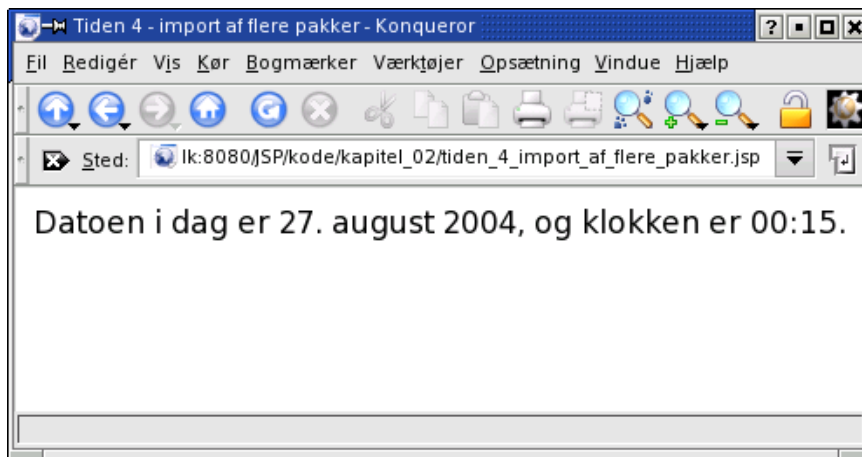 Tiden 4 - import af flere pakker - Konqueror
Fil Redigér Vis Kør Bogmærker Værktøjer Opsætning Vindue Hjælp
Sted: lk:8080/JSP/kode/kapitel_02/tiden_4_import_af_flere_pakker.jsp
Datoen i dag er 27. august 2004, og klokken er 00:15.